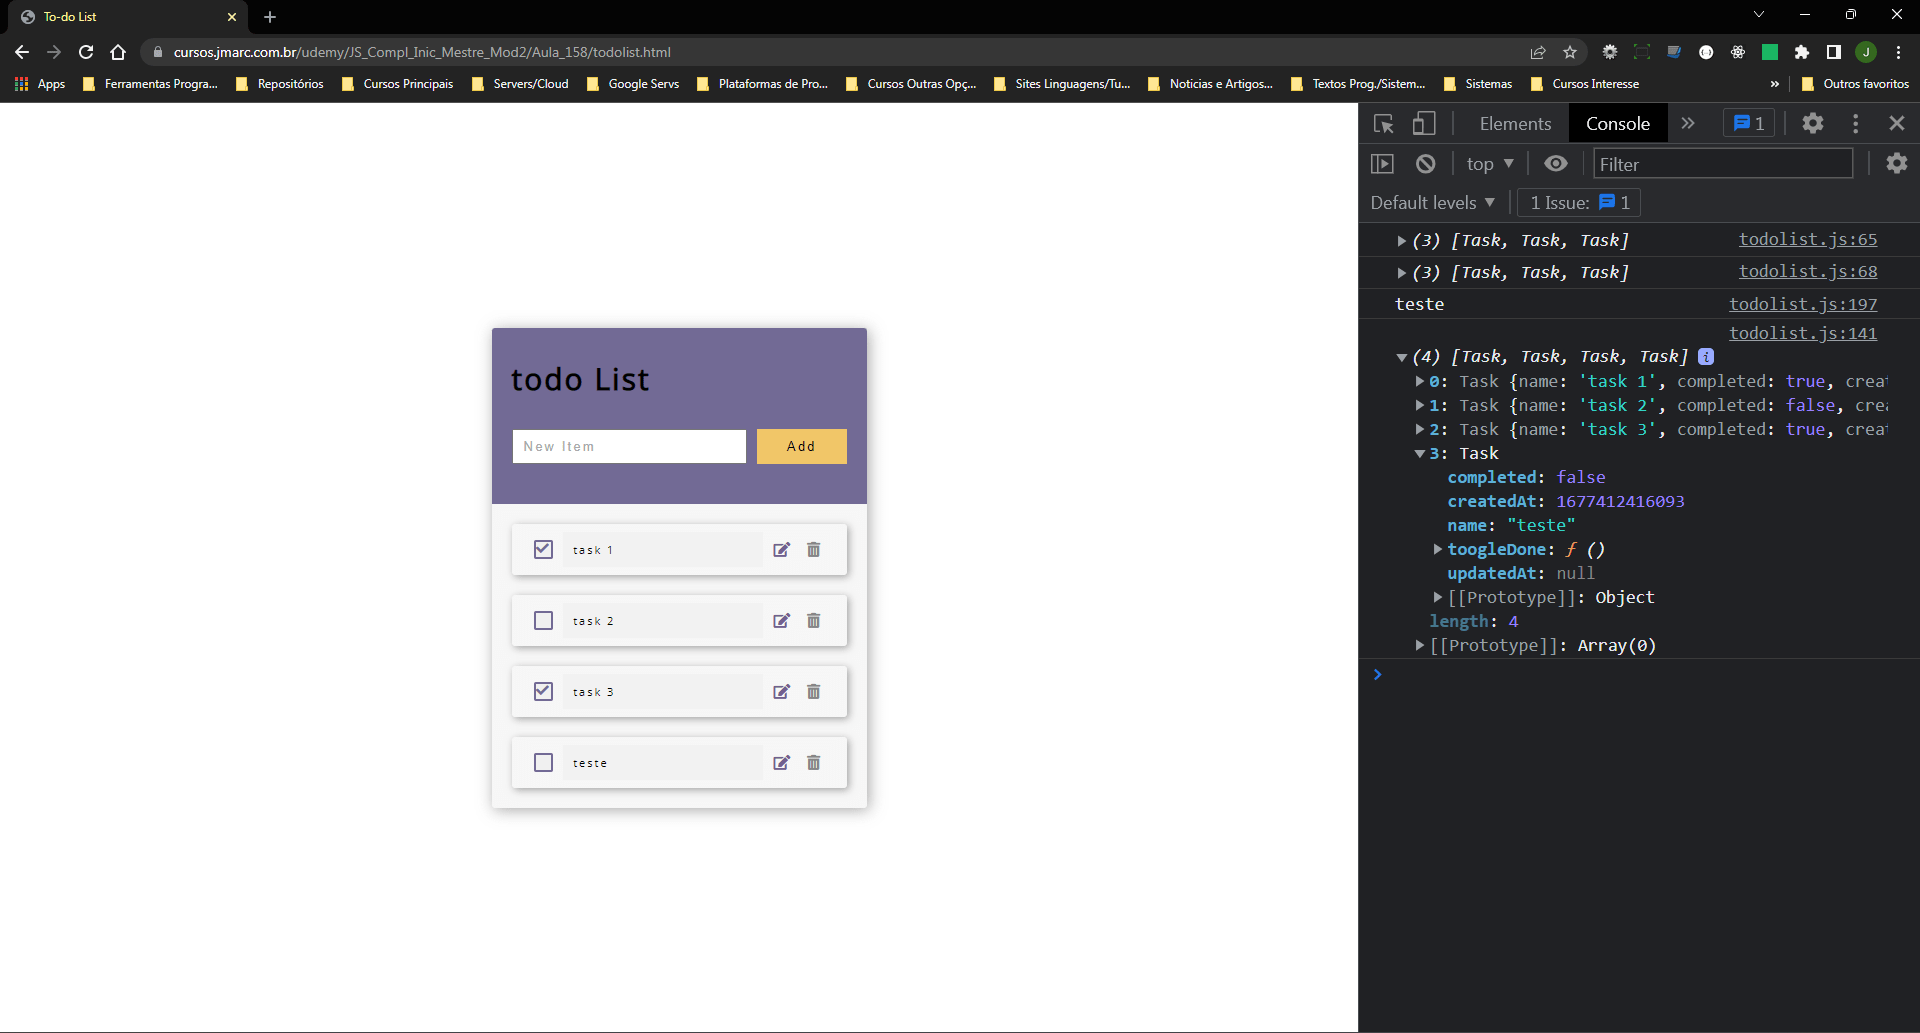 To-do List
cursos.jmarc.com.br/udemy/JS_Compl_Inic_Mestre_Mod2/Aula_158/todolist.html
J
Apps Ferramentas Progra... Repositórios Cursos Principais Servers/Cloud Google Servs Plataformas de Pro... Cursos Outras Opç... Sites Linguagens/Tu... Noticias e Artigos... Textos Prog./Sistem... Sistemas Cursos Interesse » Outros favoritos
Elements Console 1
top Filter
Default levels 1 Issue: 1
(3) [Task, Task, Task] todolist.js:65
(3) [Task, Task, Task] todolist.js:68
teste todolist.js:197
todolist.js:141
(4) [Task, Task, Task, Task] i
0: Task {name: 'task 1', completed: true, creat
1: Task {name: 'task 2', completed: false, crea
2: Task {name: 'task 3', completed: true, creat
3: Task
completed: false
createdAt: 1677412416093
name: "teste"
toogleDone: ƒ ()
updatedAt: null
[[Prototype]]: Object
length: 4
[[Prototype]]: Array(0)
todo List
New Item Add
task 1
task 2
task 3
teste